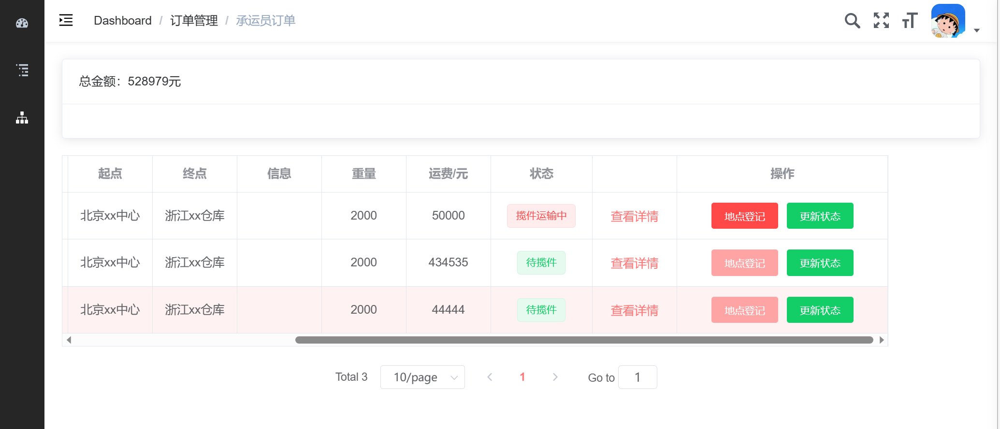 Dashboard / 订单管理 / 承运员订单
总金额：528979元
起点 终点 信息 重量 运费/元 状态 操作
北京xx中心 浙江xx仓库 2000 50000 揽件运输中 查看详情 地点登记 更新状态
北京xx中心 浙江xx仓库 2000 434535 待揽件 查看详情 地点登记 更新状态
北京xx中心 浙江xx仓库 2000 44444 待揽件 查看详情 地点登记 更新状态
Total 3 10/page 1 Go to 1